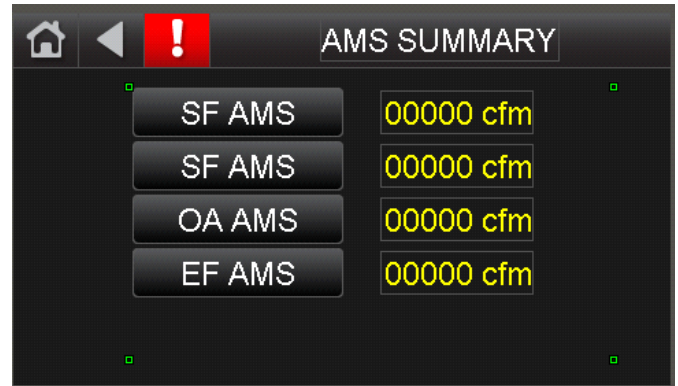 ! AMS SUMMARY
SF AMS 00000 cfm
SF AMS 00000 cfm
OA AMS 00000 cfm
EF AMS 00000 cfm